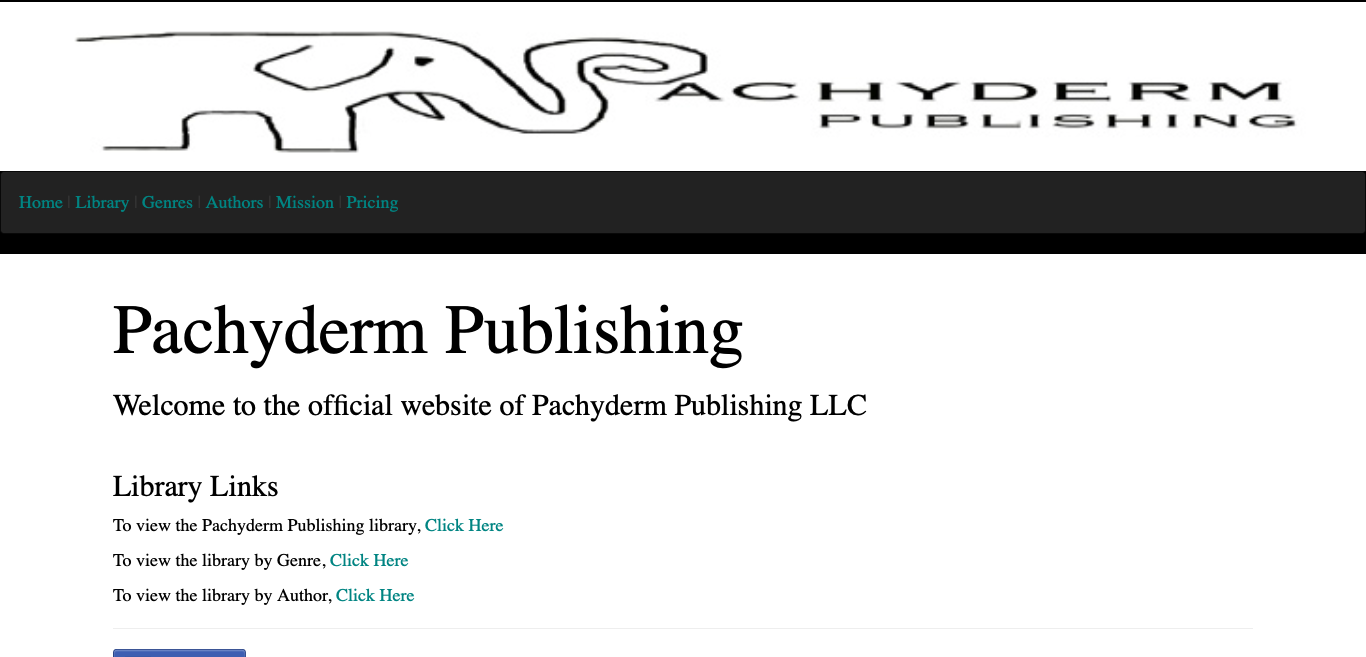 PACHYDERM
PUBLISHING
Home | Library | Genres | Authors | Mission | Pricing
Pachyderm Publishing
Welcome to the official website of Pachyderm Publishing LLC
Library Links
To view the Pachyderm Publishing library, Click Here
To view the library by Genre, Click Here
To view the library by Author, Click Here